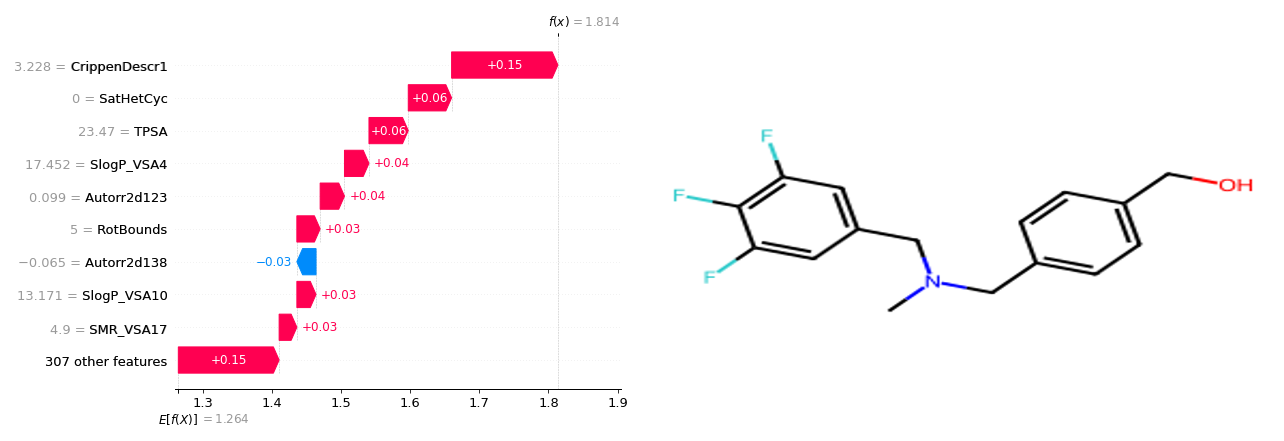 f(x) = 1.814
3.228 = CrippenDescr1
+0.15
0 = SatHetCyc
+0.06
23.47 = TPSA
+0.06
17.452 = SlogP_VSA4
+0.04
0.099 = Autorr2d123
+0.04
5 = RotBounds
+0.03
−0.065 = Autorr2d138
−0.03
13.171 = SlogP_VSA10
+0.03
4.9 = SMR_VSA17
+0.03
307 other features
+0.15
1.3 1.4 1.5 1.6 1.7 1.8 1.9
E[f(X)] = 1.264
F
F
F
N
OH